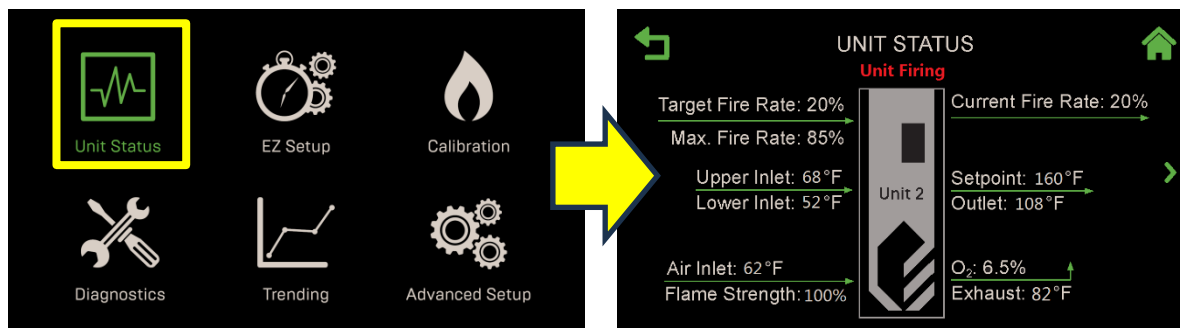 Unit Status
EZ Setup
Calibration
Diagnostics
Trending
Advanced Setup
UNIT STATUS
Unit Firing
Target Fire Rate: 20%
Current Fire Rate: 20%
Max. Fire Rate: 85%
Upper Inlet: 68°F
Lower Inlet: 52°F
Unit 2
Setpoint: 160°F
Outlet: 108°F
Air Inlet: 62°F
Flame Strength: 100%
O₂: 6.5%
Exhaust: 82°F